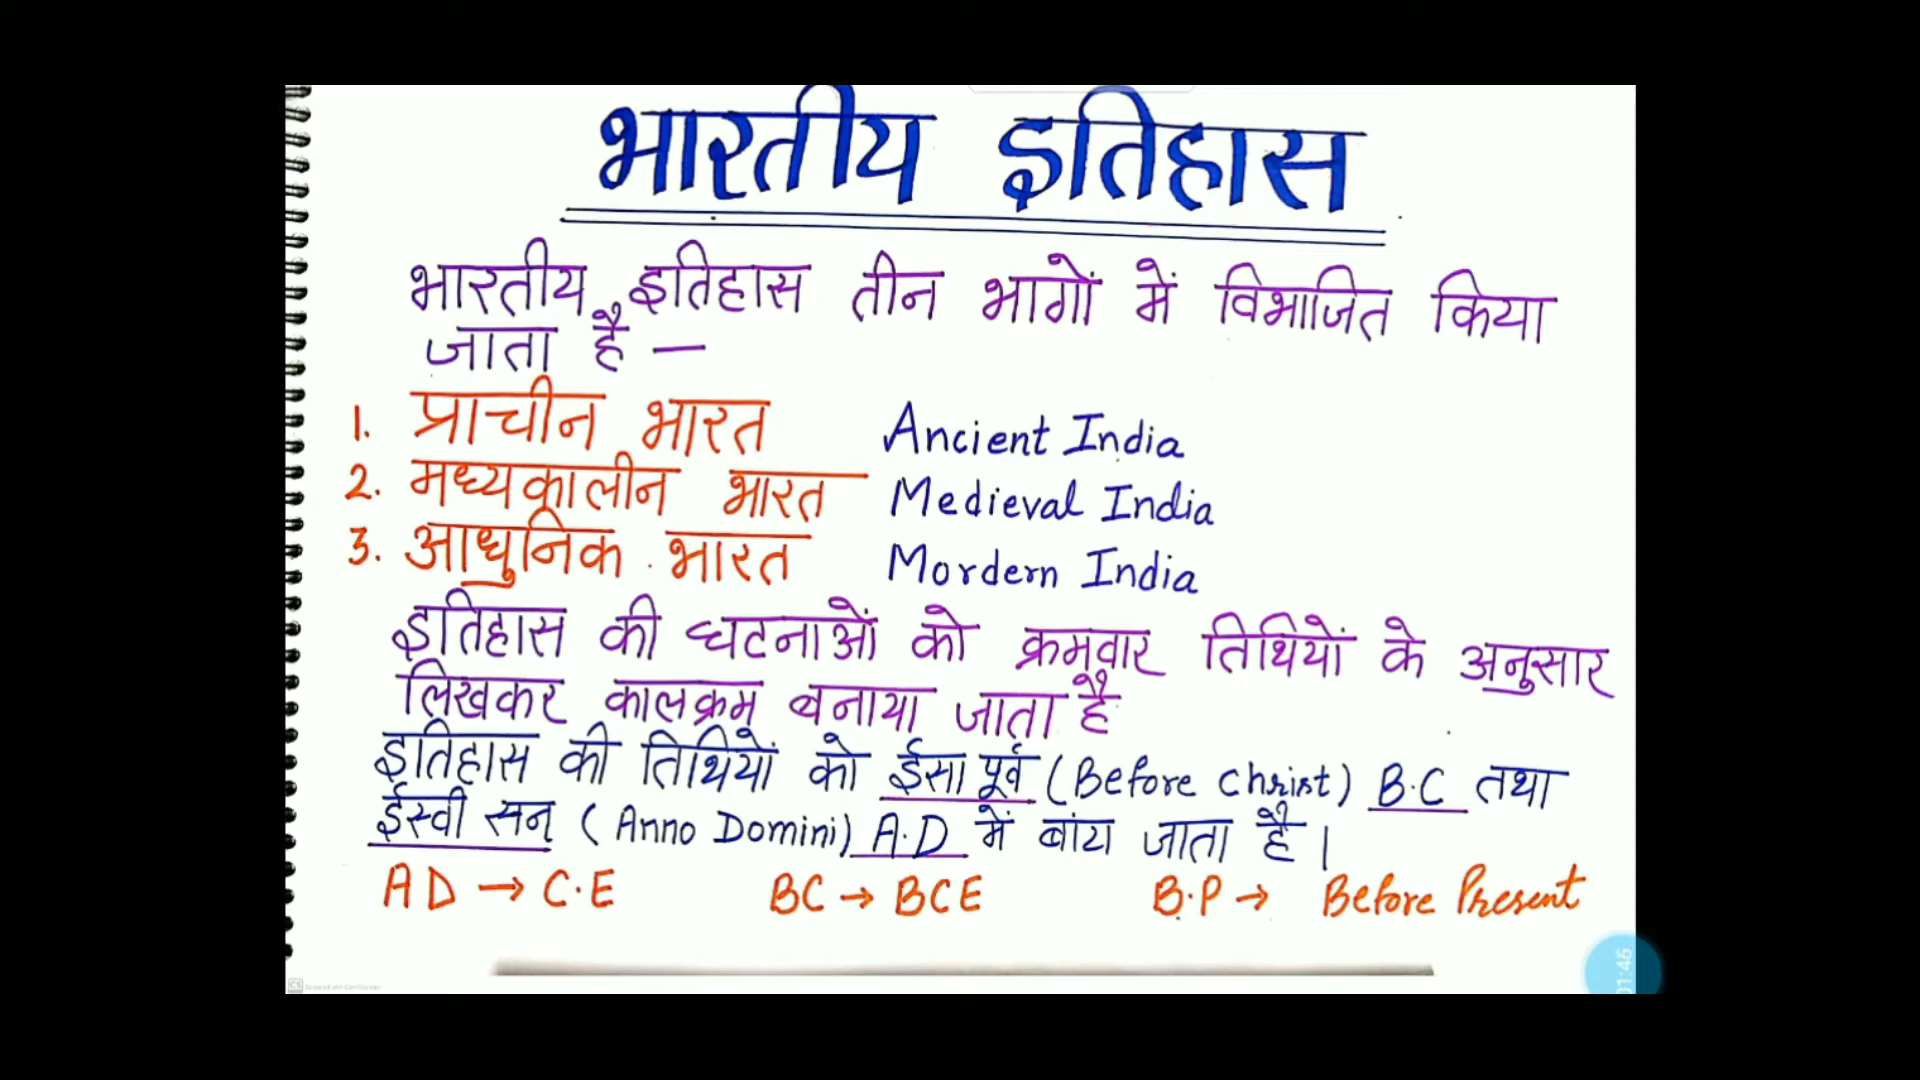 भारतीय इतिहास
भारतीय इतिहास तीन भागों में विभाजित किया
जाता है —
1. प्राचीन भारत Ancient India
2. मध्यकालीन भारत Medieval India
3. आधुनिक भारत Mordern India
इतिहास की घटनाओं को क्रमवार तिथियों के अनुसार
लिखकर कालक्रम बनाया जाता है
इतिहास की तिथियों को ईसा पूर्व (Before Christ) B.C तथा
ईस्वी सन् (Anno Domini) A.D में बांटा जाता है।
AD → C.E BC → BCE B.P → Before Present
01:46